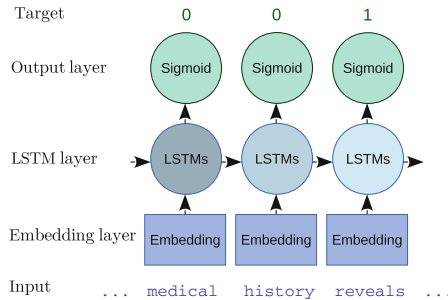 Target 0 0 1
Output layer Sigmoid Sigmoid Sigmoid
LSTM layer LSTMs LSTMs LSTMs
Embedding layer Embedding Embedding Embedding
Input ... medical history reveals ...